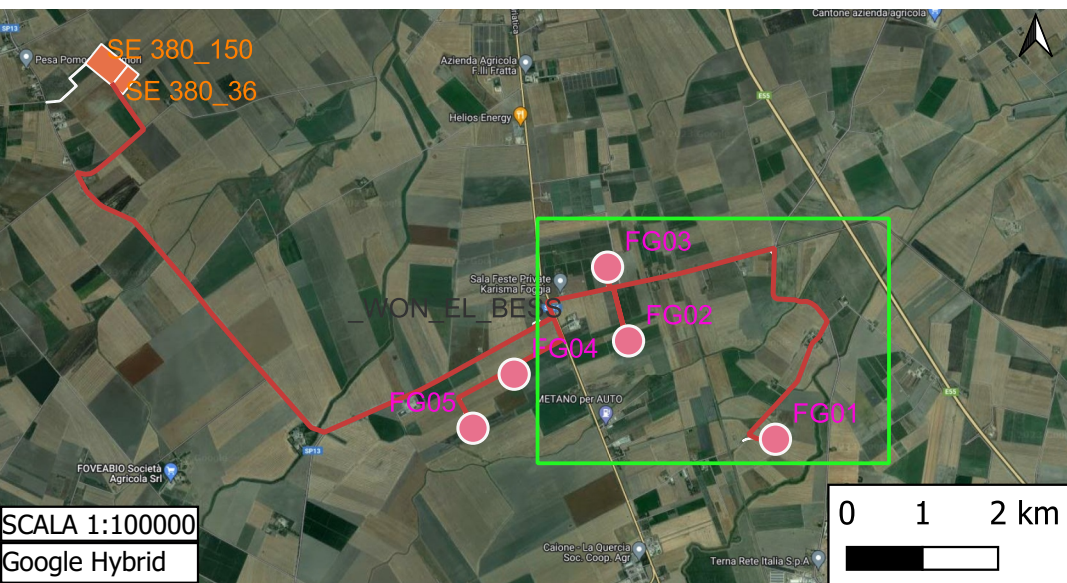 SP13
Cantone azienda agricola
SE 380_150
Pesa Pomo
SE 380_36
Azienda Agricola
F.lli Fratta
E55
Helios Energy
FG03
Sala Feste Private
Karisma Foggia
_WON_EL_BESS
FG02
FG04
E55
FG05
METANO per AUTO
FG01
SP13
FOVEABIO Società
Agricola Srl
SCALA 1:100000
Google Hybrid
Caione - La Quercia
Soc. Coop. Agr
Terna Rete Italia S.p.A
0 1 2 km